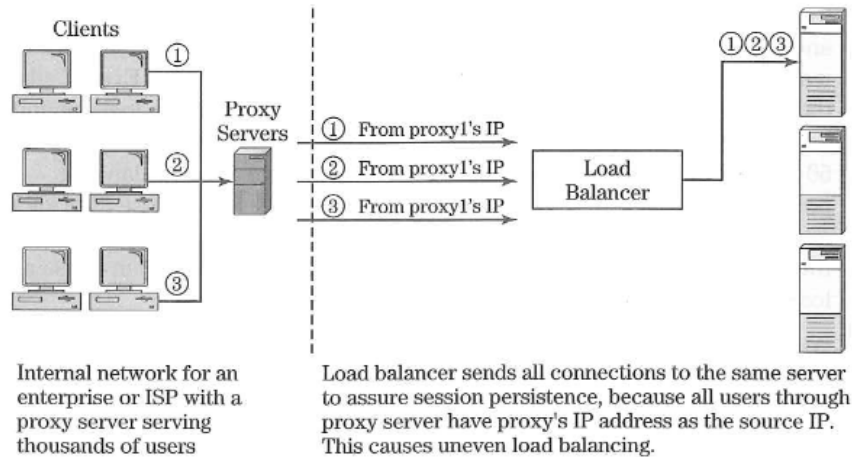 Clients
①
②
③
Proxy
Servers
① From proxy1's IP
② From proxy1's IP
③ From proxy1's IP
Load
Balancer
①②③
Internal network for an
enterprise or ISP with a
proxy server serving
thousands of users
Load balancer sends all connections to the same server
to assure session persistence, because all users through
proxy server have proxy's IP address as the source IP.
This causes uneven load balancing.